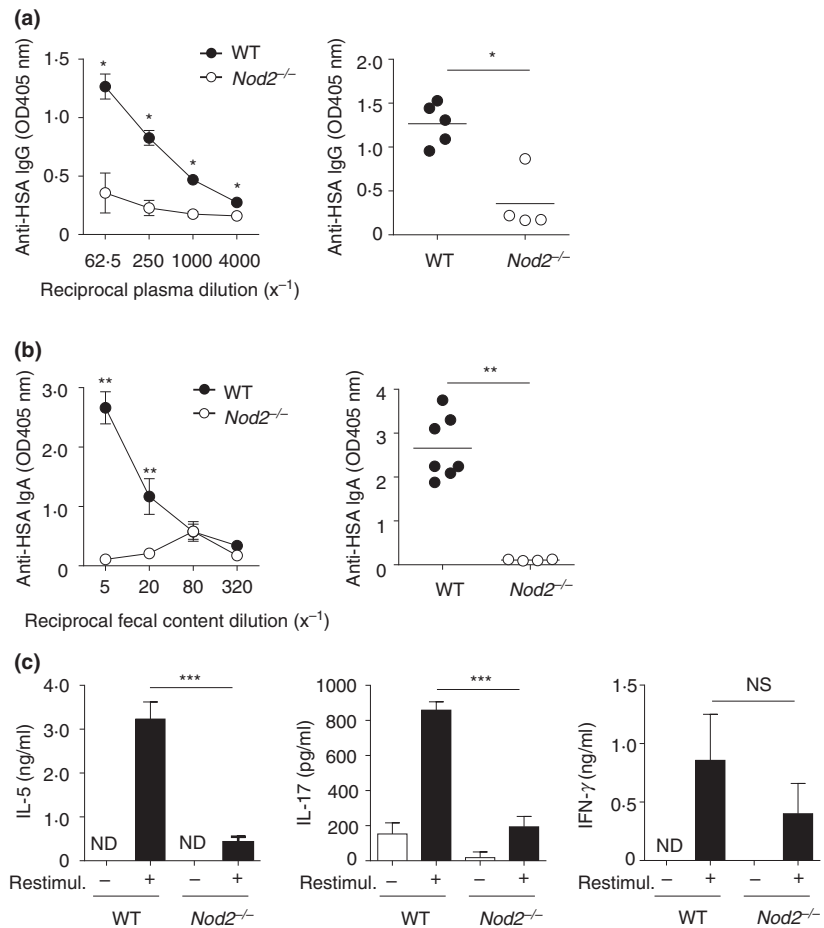 (a)
1·5
1·0
0·5
0
Anti-HSA IgG (OD405 nm)
*
*
*
*
WT
Nod2–/–
62·5 250 1000 4000
Reciprocal plasma dilution (x–1)
2·0
1·5
1·0
0·5
0
Anti-HSA IgG (OD405 nm)
*
WT Nod2–/–
(b)
3·0
2·0
1·0
0
Anti-HSA IgA (OD405 nm)
**
**
WT
Nod2–/–
5 20 80 320
Reciprocal fecal content dilution (x–1)
4
3
2
1
0
Anti-HSA IgA (OD405 nm)
**
WT Nod2–/–
(c)
4·0
3·0
2·0
1·0
0
IL-5 (ng/ml)
***
ND ND
Restimul. – + – +
WT Nod2–/–
1000
800
600
400
200
0
IL-17 (pg/ml)
***
Restimul. – + – +
WT Nod2–/–
1·5
1·0
0·5
0
IFN-γ (ng/ml)
NS
ND
Restimul. – + – +
WT Nod2–/–